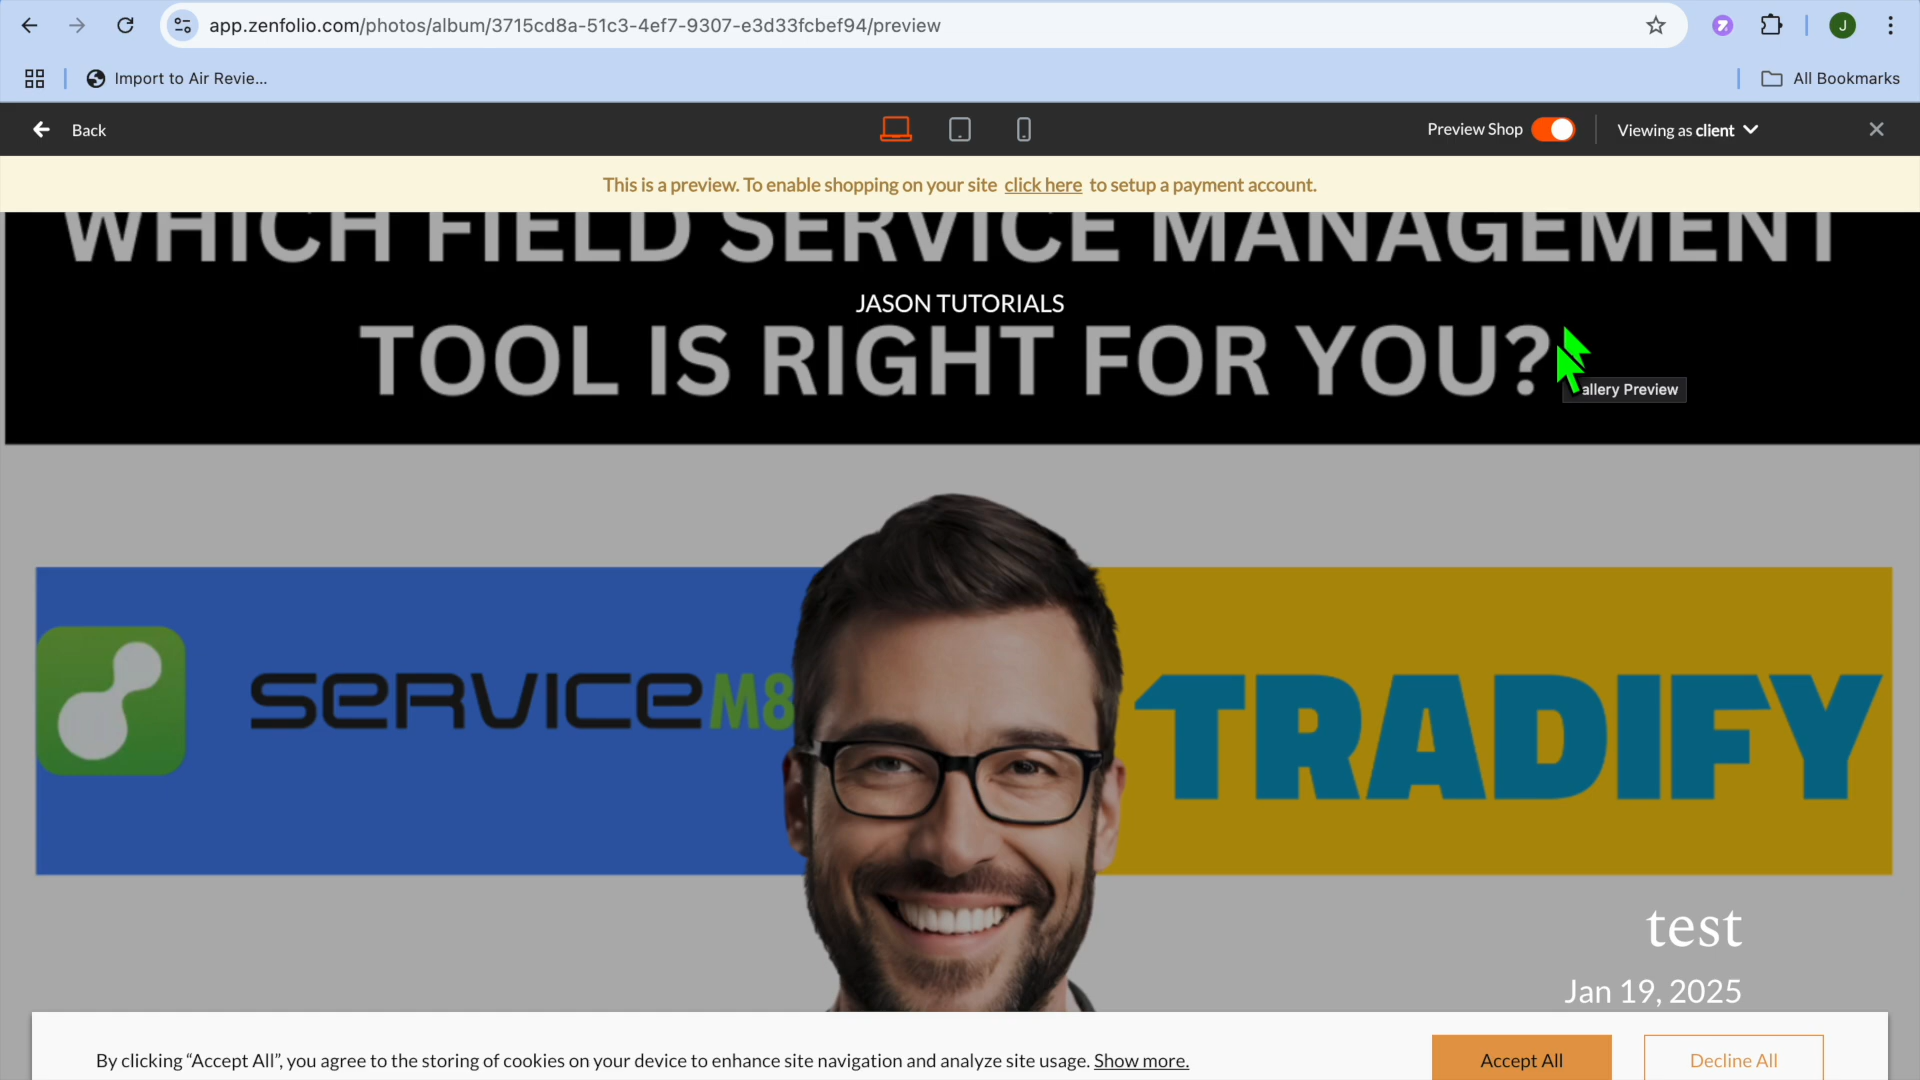 app.zenfolio.com/photos/album/3715cd8a-51c3-4ef7-9307-e3d33fcbef94/preview
J
Import to Air Revie...
All Bookmarks
Back
Preview Shop
Viewing as client
This is a preview. To enable shopping on your site click here to setup a payment account.
WHICH FIELD SERVICE MANAGEMENT
JASON TUTORIALS
TOOL IS RIGHT FOR YOU?
allery Preview
SERVICEM8
TRADIFY
test
Jan 19, 2025
By clicking “Accept All”, you agree to the storing of cookies on your device to enhance site navigation and analyze site usage. Show more.
Accept All
Decline All